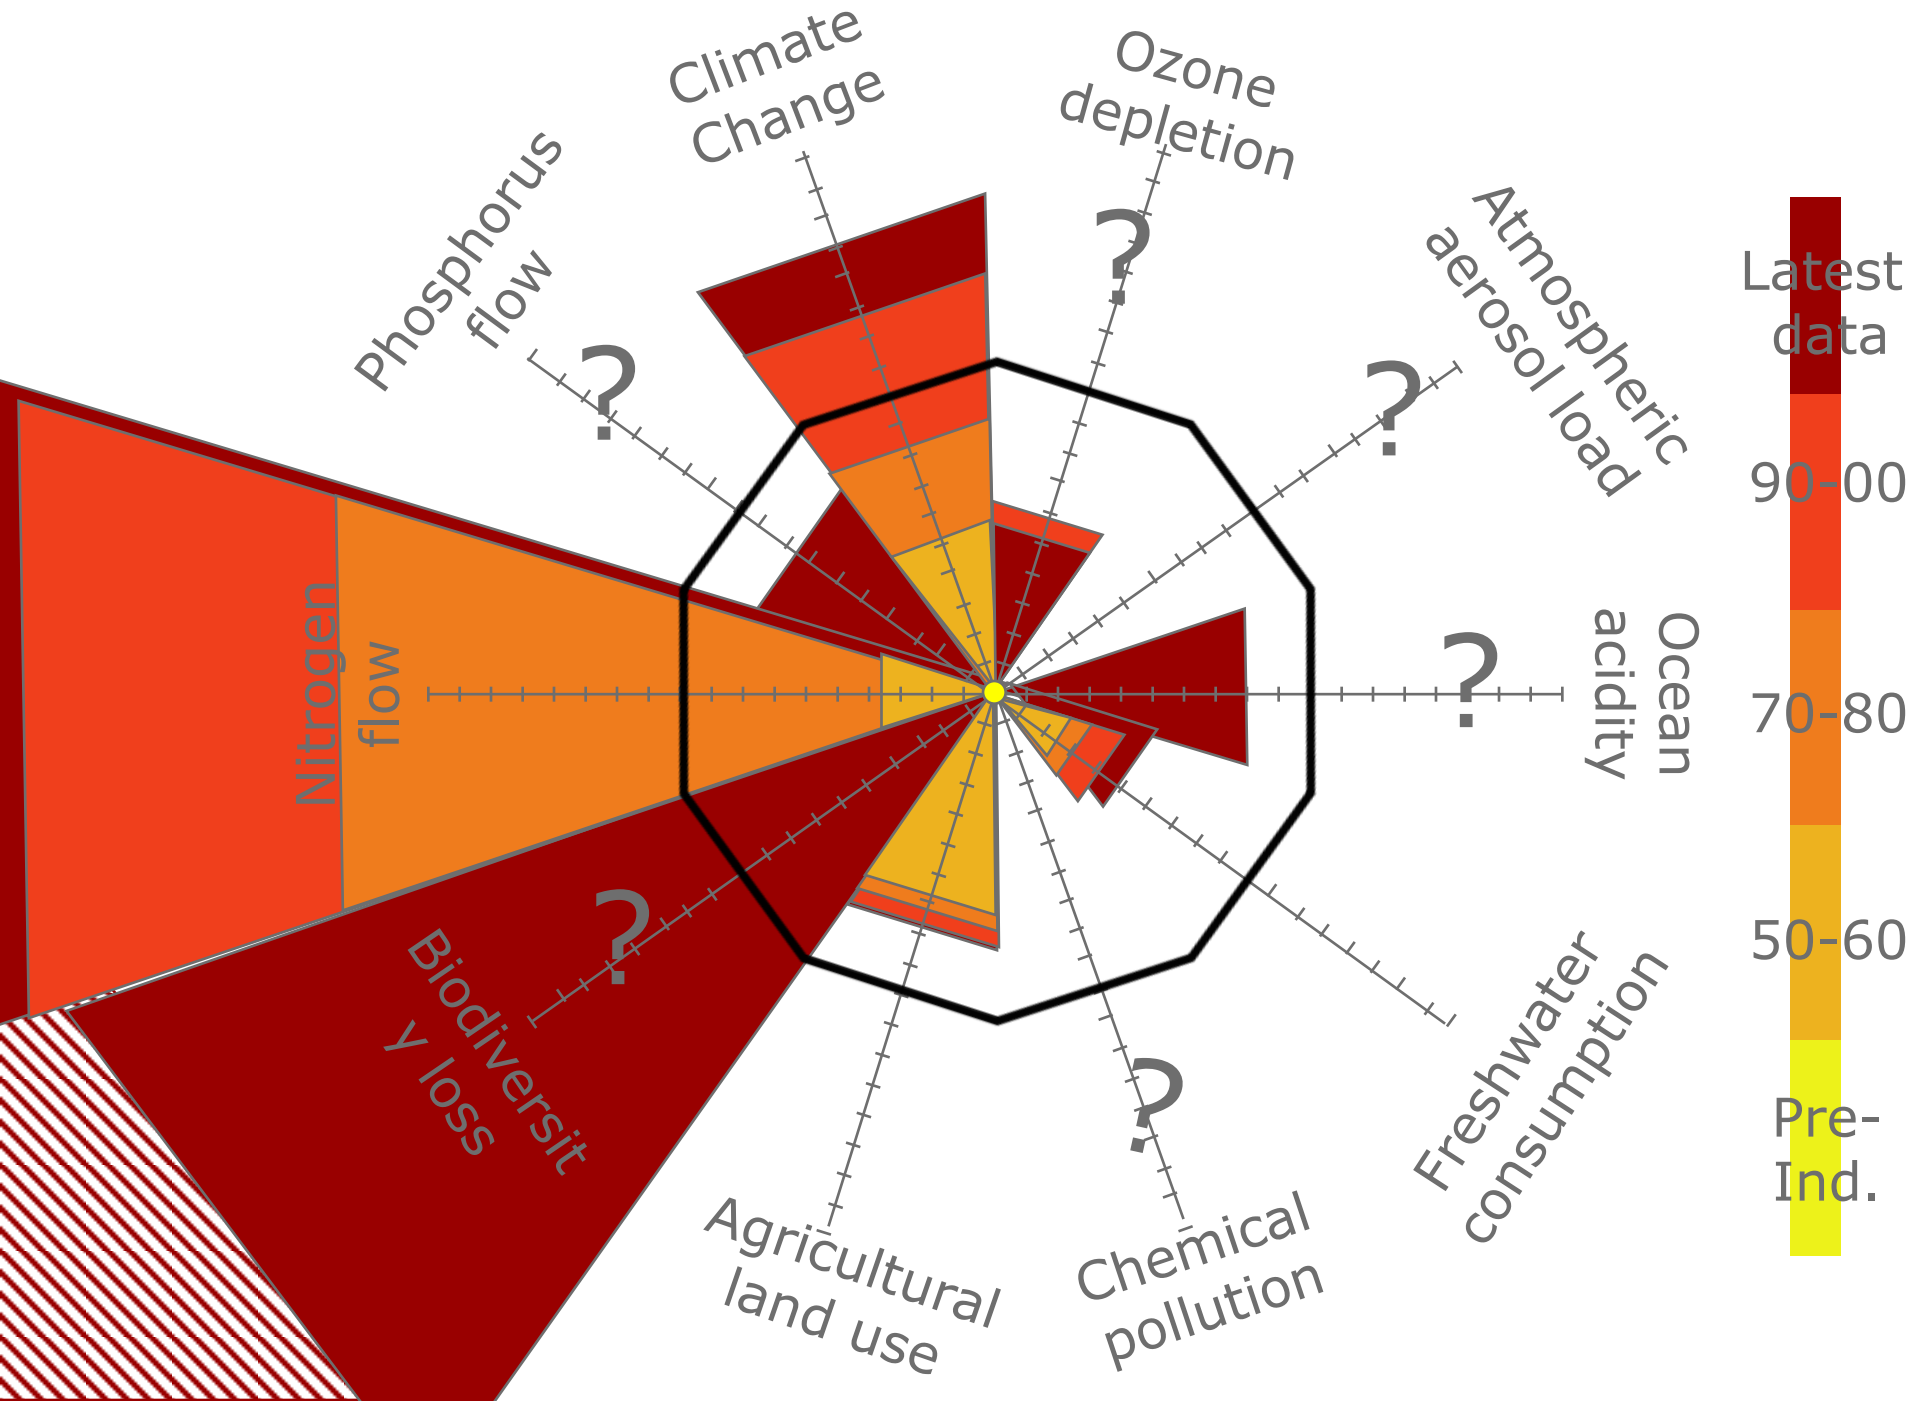 Climate
Change
Ozone
depletion
Atmospheric
aerosol load
Ocean
acidity
Freshwater
consumption
Chemical
pollution
Agricultural
land use
Biodiversit
y loss
Nitrogen
flow
Phosphorus
flow
?
?
?
?
?
?
Latest
data
90-00
70-80
50-60
Pre-
Ind.